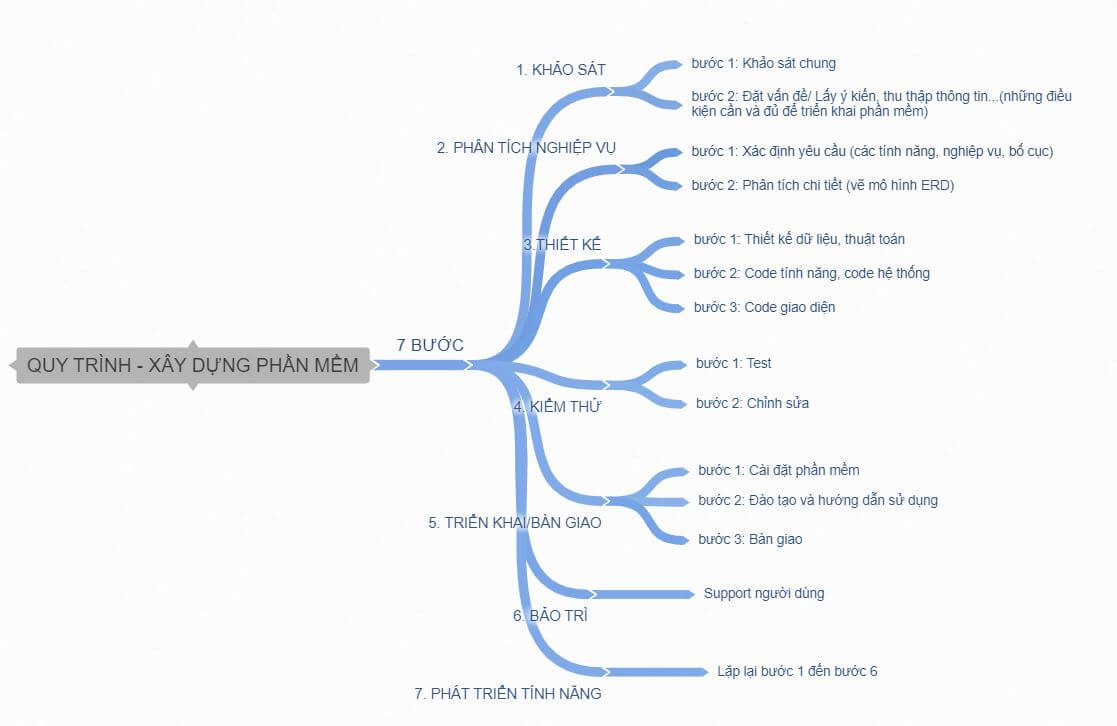 QUY TRÌNH - XÂY DỰNG PHẦN MỀM
7 BƯỚC
1. KHẢO SÁT
bước 1: Khảo sát chung
bước 2: Đặt vấn đề/ Lấy ý kiến, thu thập thông tin...(những điều
kiện cần và đủ để triển khai phần mềm)
2. PHÂN TÍCH NGHIỆP VỤ
bước 1: Xác định yêu cầu (các tính năng, nghiệp vụ, bố cục)
bước 2: Phân tích chi tiết (vẽ mô hình ERD)
3.THIẾT KẾ
bước 1: Thiết kế dữ liệu, thuật toán
bước 2: Code tính năng, code hệ thống
bước 3: Code giao diện
4. KIỂM THỬ
bước 1: Test
bước 2: Chỉnh sửa
5. TRIỂN KHAI/BÀN GIAO
bước 1: Cài đặt phần mềm
bước 2: Đào tạo và hướng dẫn sử dụng
bước 3: Bàn giao
6. BẢO TRÌ
Support người dùng
7. PHÁT TRIỂN TÍNH NĂNG
Lặp lại bước 1 đến bước 6